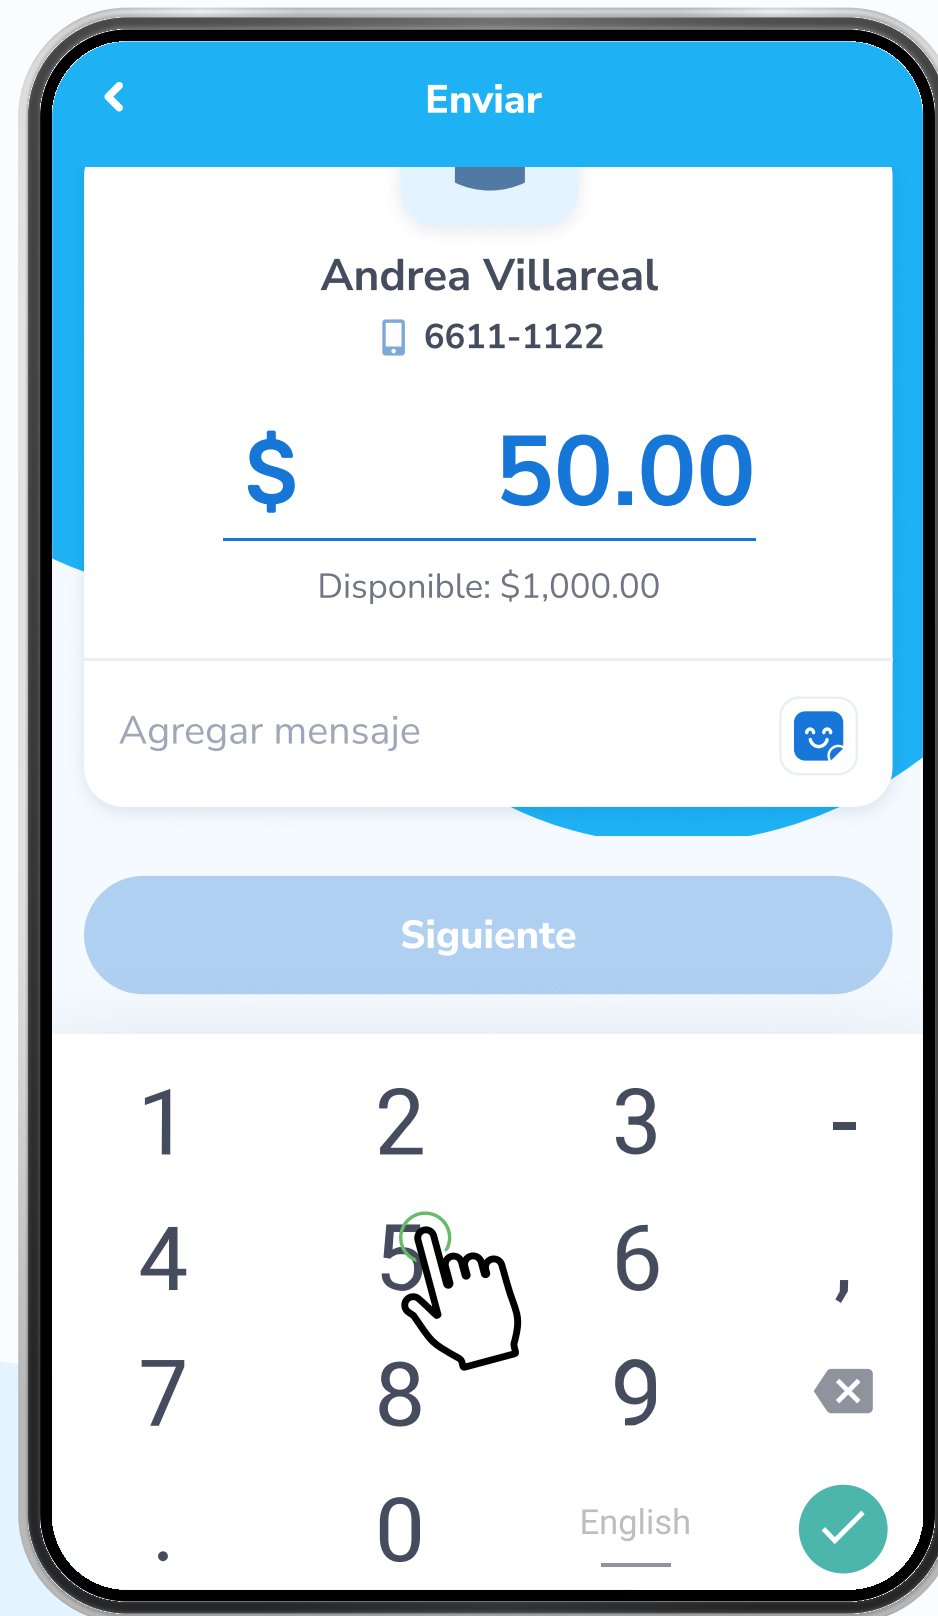 Enviar
Andrea Villareal
6611-1122
$ 50.00
Disponible: $1,000.00
Agregar mensaje
Siguiente
1 2 3 -
4 5 6 ,
7 8 9
. 0 English